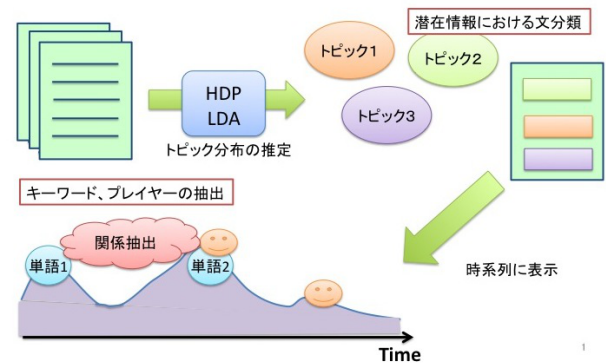 潜在情報における文分類
トピック1
トピック2
トピック3
HDP
LDA
トピック分布の推定
キーワード、プレイヤーの抽出
関係抽出
単語1
単語2
時系列に表示
Time
1